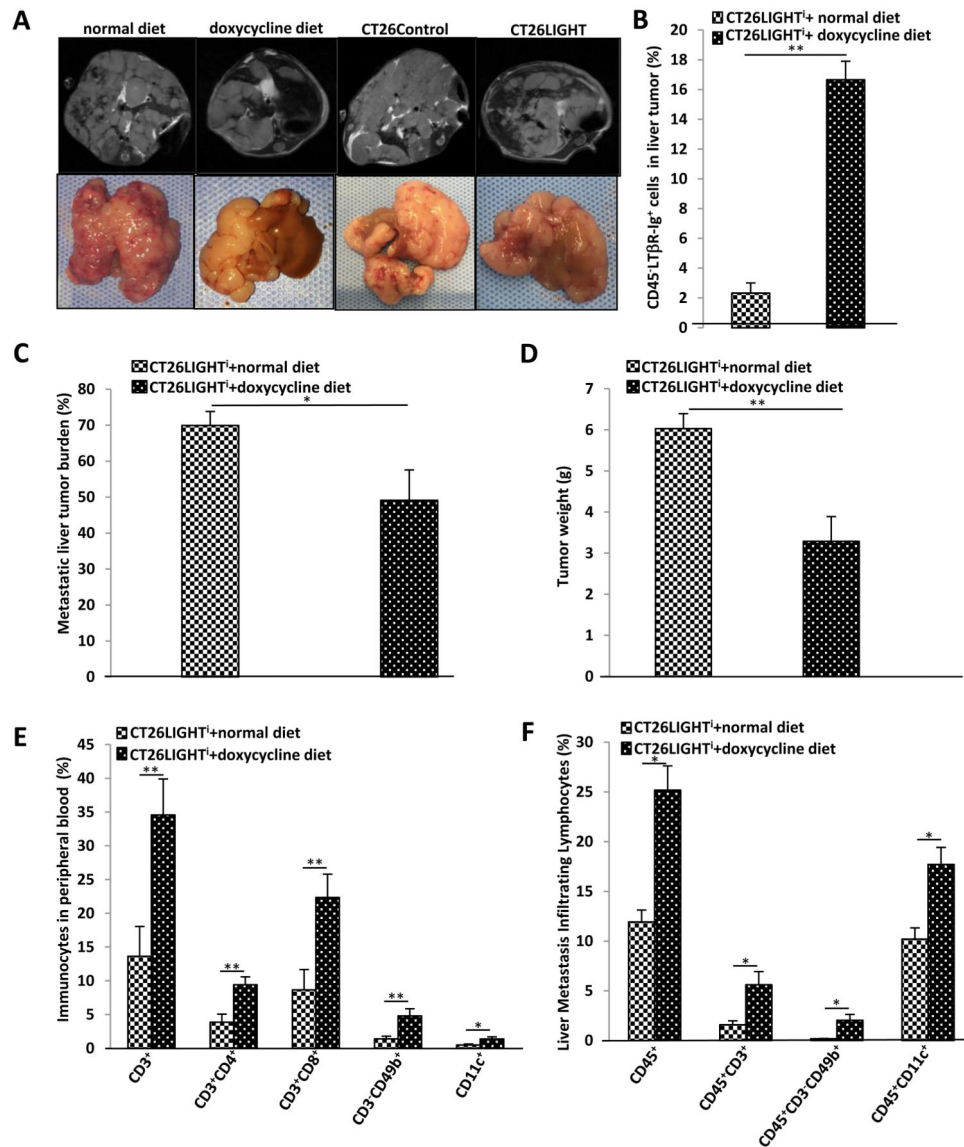 A
normal diet
doxycycline diet
CT26Control
CT26LIGHT
B
CT26LIGHTⁱ+ normal diet
CT26LIGHTⁱ+ doxycycline diet
**
CD45⁻LTβR-Ig⁺ cells in liver tumor (%)
18
16
14
12
10
8
6
4
2
0
C
CT26LIGHTⁱ+normal diet
CT26LIGHTⁱ+doxycycline diet
*
Metastatic liver tumor burden (%)
80
70
60
50
40
30
20
10
0
D
CT26LIGHTⁱ+normal diet
CT26LIGHTⁱ+doxycycline diet
**
Tumor weight (g)
7
6
5
4
3
2
1
0
E
CT26LIGHTⁱ+normal diet
CT26LIGHTⁱ+doxycycline diet
Immunocytes in peripheral blood (%)
45
40
35
30
25
20
15
10
5
0
**
**
**
**
*
CD3⁺
CD3⁺CD4⁺
CD3⁺CD8⁺
CD3⁻CD49b⁺
CD11c⁺
F
CT26LIGHTⁱ+normal diet
CT26LIGHTⁱ+doxycycline diet
Liver Metastasis Infiltrating Lymphocytes (%)
30
25
20
15
10
5
0
*
*
*
*
CD45⁺
CD45⁺CD3⁺
CD45⁺CD3⁻CD49b⁺
CD45⁺CD11c⁺